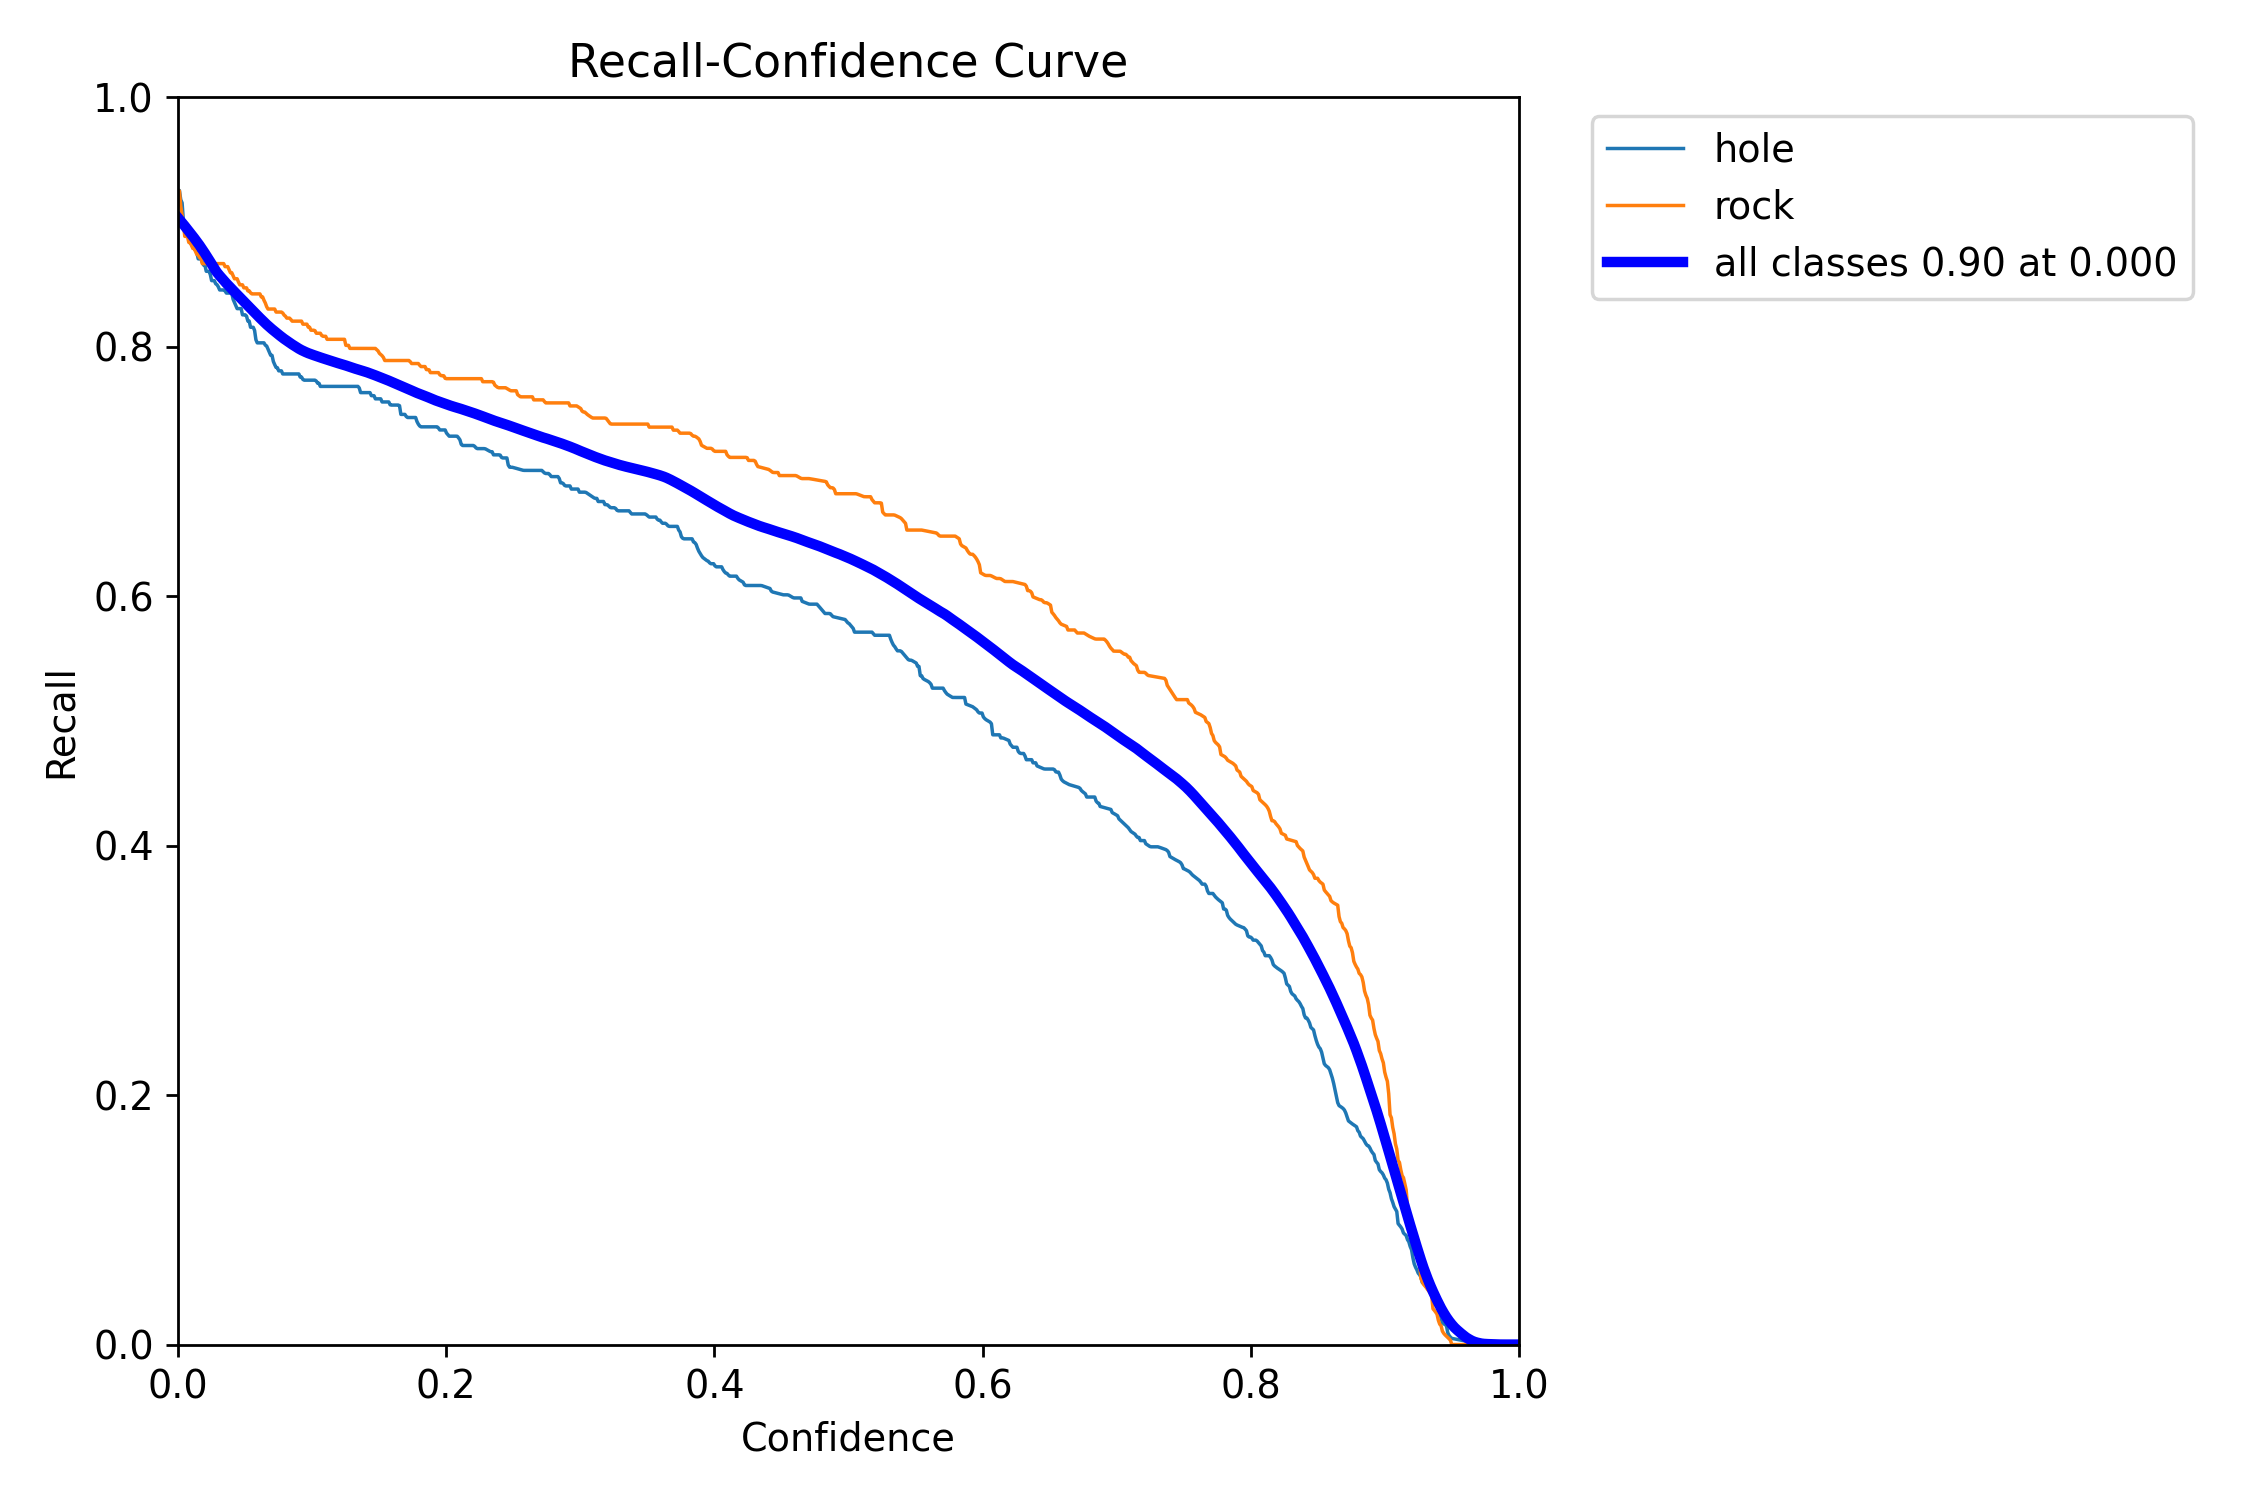 Recall-Confidence Curve
1.0
0.8
0.6
0.4
0.2
0.0
Recall
0.0 0.2 0.4 0.6 0.8 1.0
Confidence
hole
rock
all classes 0.90 at 0.000